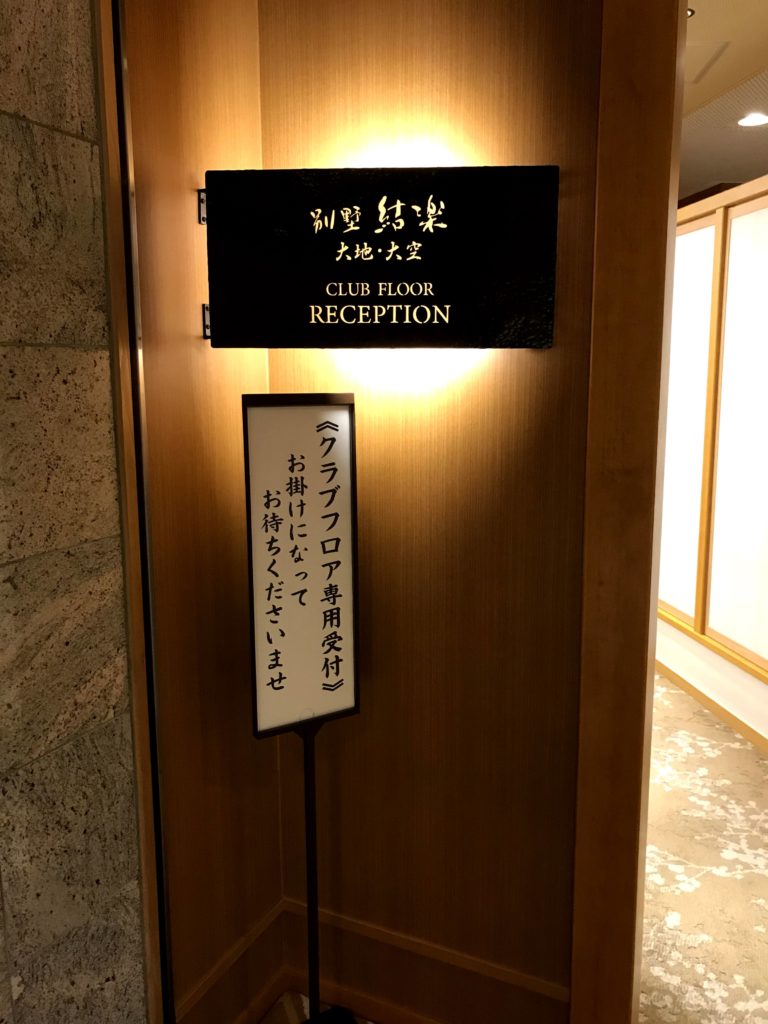 別墅 結楽
大地・大空
CLUB FLOOR
RECEPTION
《クラブフロア専用受付》
お掛けになって
お待ちくださいませ